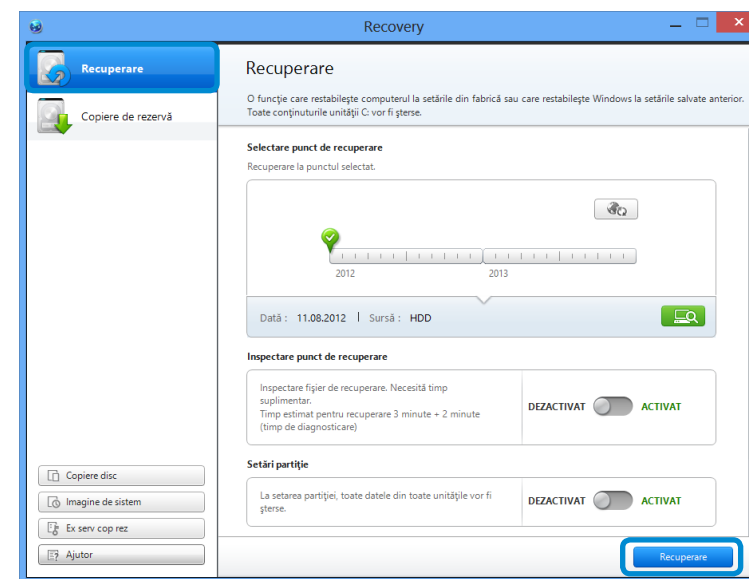 Recovery
Recuperare
Copiere de rezervă
Recuperare
O funcţie care restabileşte computerul la setările din fabrică sau care restabileşte Windows la setările salvate anterior.
Toate conţinuturile unităţii C: vor fi şterse.
Selectare punct de recuperare
Recuperare la punctul selectat.
2012 2013
Dată : 11.08.2012 | Sursă : HDD
Inspectare punct de recuperare
Inspectare fişier de recuperare. Necesită timp
suplimentar.
Timp estimat pentru recuperare 3 minute + 2 minute
(timp de diagnosticare)
DEZACTIVAT ACTIVAT
Setări partiţie
La setarea partiţiei, toate datele din toate unităţile vor fi
şterse.
DEZACTIVAT ACTIVAT
Copiere disc
Imagine de sistem
Ex serv cop rez
Ajutor
Recuperare